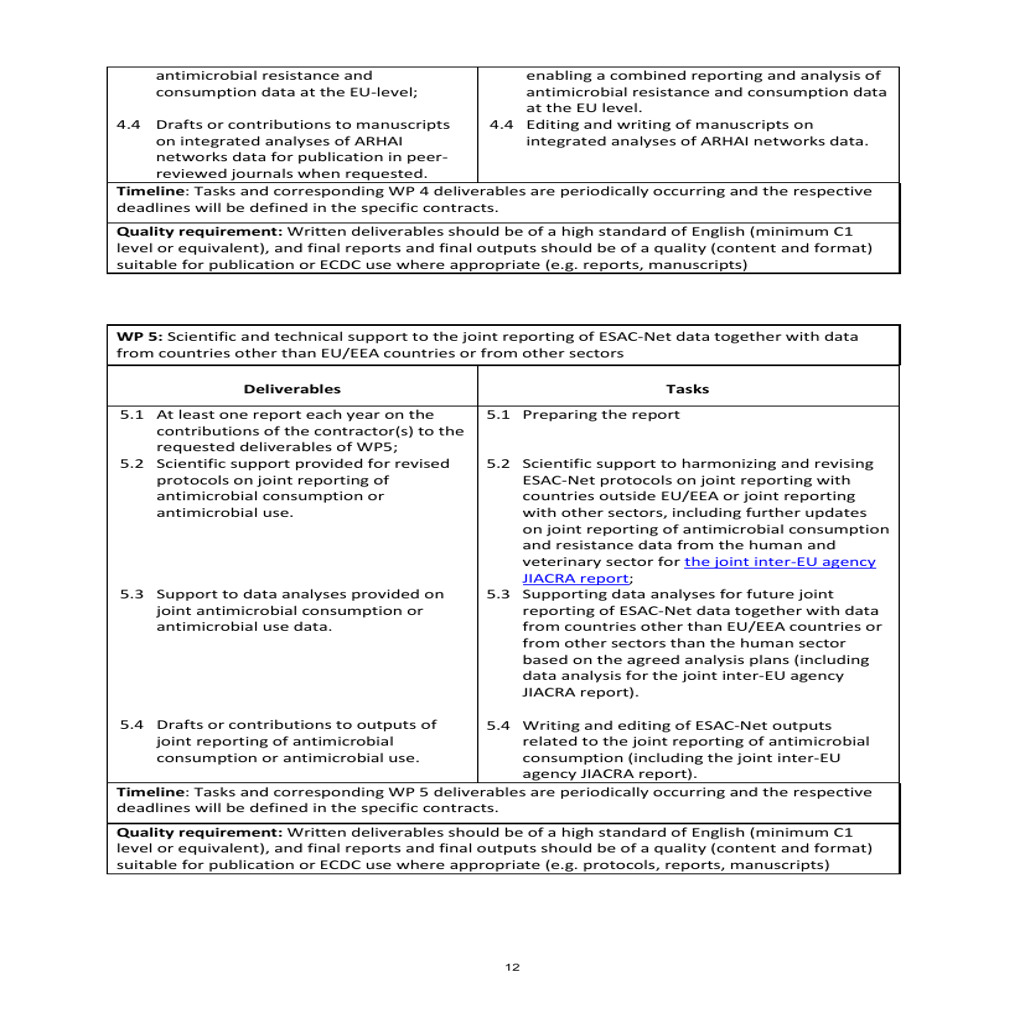 antimicrobial resistance and
consumption data at the EU-level;
4.4 Drafts or contributions to manuscripts
on integrated analyses of ARHAI
networks data for publication in peer-
reviewed journals when requested.
enabling a combined reporting and analysis of
antimicrobial resistance and consumption data
at the EU level.
4.4 Editing and writing of manuscripts on
integrated analyses of ARHAI networks data.
Timeline: Tasks and corresponding WP 4 deliverables are periodically occurring and the respective
deadlines will be defined in the specific contracts.
Quality requirement: Written deliverables should be of a high standard of English (minimum C1
level or equivalent), and final reports and final outputs should be of a quality (content and format)
suitable for publication or ECDC use where appropriate (e.g. reports, manuscripts)
WP 5: Scientific and technical support to the joint reporting of ESAC-Net data together with data
from countries other than EU/EEA countries or from other sectors
Deliverables
Tasks
5.1 At least one report each year on the
contributions of the contractor(s) to the
requested deliverables of WP5;
5.1 Preparing the report
5.2 Scientific support provided for revised
protocols on joint reporting of
antimicrobial consumption or
antimicrobial use.
5.2 Scientific support to harmonizing and revising
ESAC-Net protocols on joint reporting with
countries outside EU/EEA or joint reporting
with other sectors, including further updates
on joint reporting of antimicrobial consumption
and resistance data from the human and
veterinary sector for the joint inter-EU agency
JIACRA report;
5.3 Support to data analyses provided on
joint antimicrobial consumption or
antimicrobial use data.
5.3 Supporting data analyses for future joint
reporting of ESAC-Net data together with data
from countries other than EU/EEA countries or
from other sectors than the human sector
based on the agreed analysis plans (including
data analysis for the joint inter-EU agency
JIACRA report).
5.4 Drafts or contributions to outputs of
joint reporting of antimicrobial
consumption or antimicrobial use.
5.4 Writing and editing of ESAC-Net outputs
related to the joint reporting of antimicrobial
consumption (including the joint inter-EU
agency JIACRA report).
Timeline: Tasks and corresponding WP 5 deliverables are periodically occurring and the respective
deadlines will be defined in the specific contracts.
Quality requirement: Written deliverables should be of a high standard of English (minimum C1
level or equivalent), and final reports and final outputs should be of a quality (content and format)
suitable for publication or ECDC use where appropriate (e.g. protocols, reports, manuscripts)
12